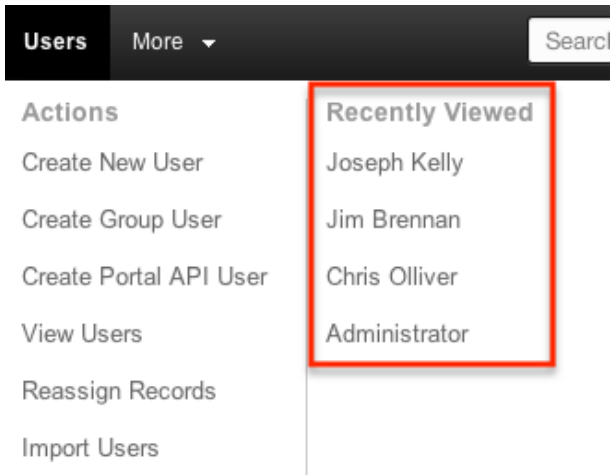 Users More Search
Actions
Create New User
Create Group User
Create Portal API User
View Users
Reassign Records
Import Users
Recently Viewed
Joseph Kelly
Jim Brennan
Chris Olliver
Administrator